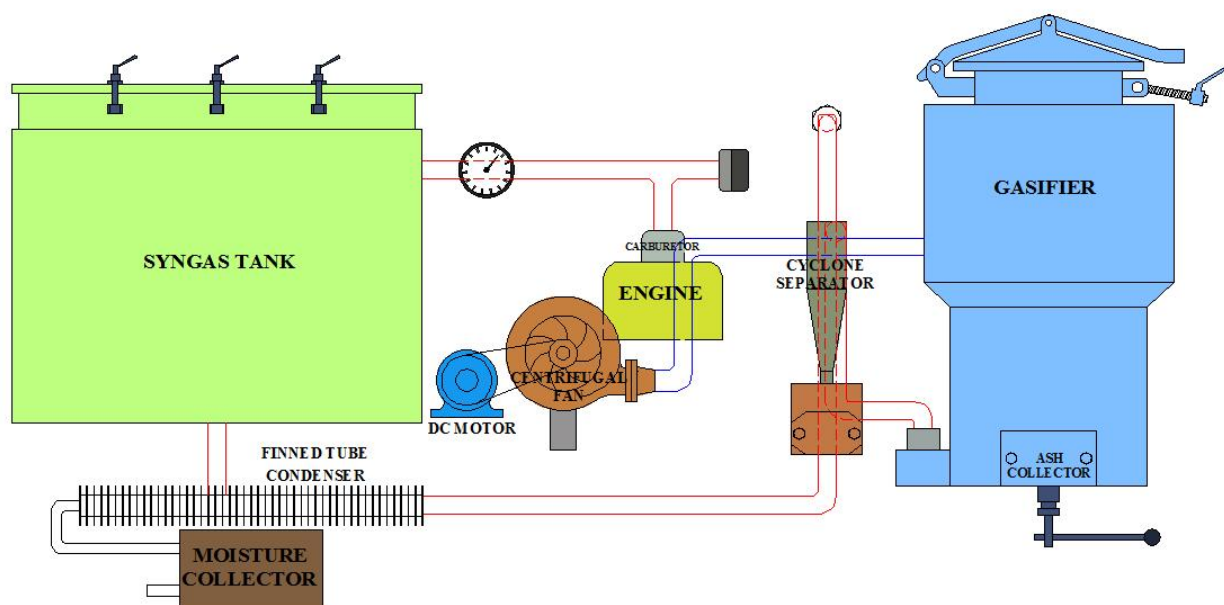 GASIFIER
SYNGAS TANK
CARBURETOR
ENGINE
CYCLONE
SEPARATOR
CENTRIFUGAL
FAN
DC MOTOR
FINNED TUBE
CONDENSER
ASH
COLLECTOR
MOISTURE
COLLECTOR